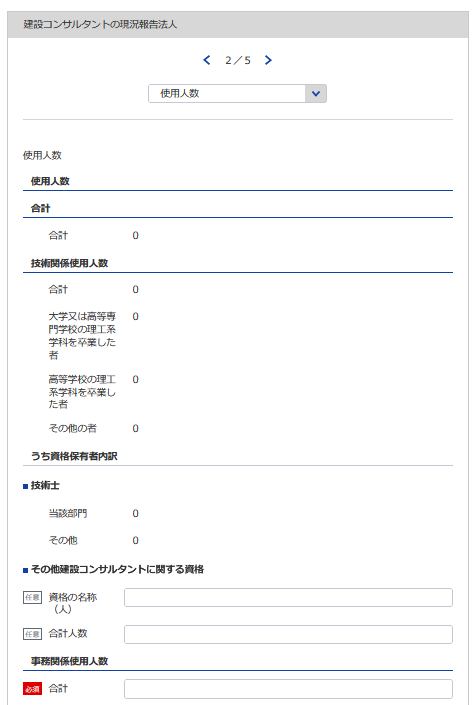 建設コンサルタントの現況報告法人
2／5
使用人数
使用人数
使用人数
合計
合計 0
技術関係使用人数
合計 0
大学又は高等専 0
門学校の理工系
学科を卒業した
者
高等学校の理工 0
系学科を卒業し
た者
その他の者 0
うち資格保有者内訳
技術士
当該部門 0
その他 0
その他建設コンサルタントに関する資格
任意 資格の名称
（人）
任意 合計人数
事務関係使用人数
必須 合計